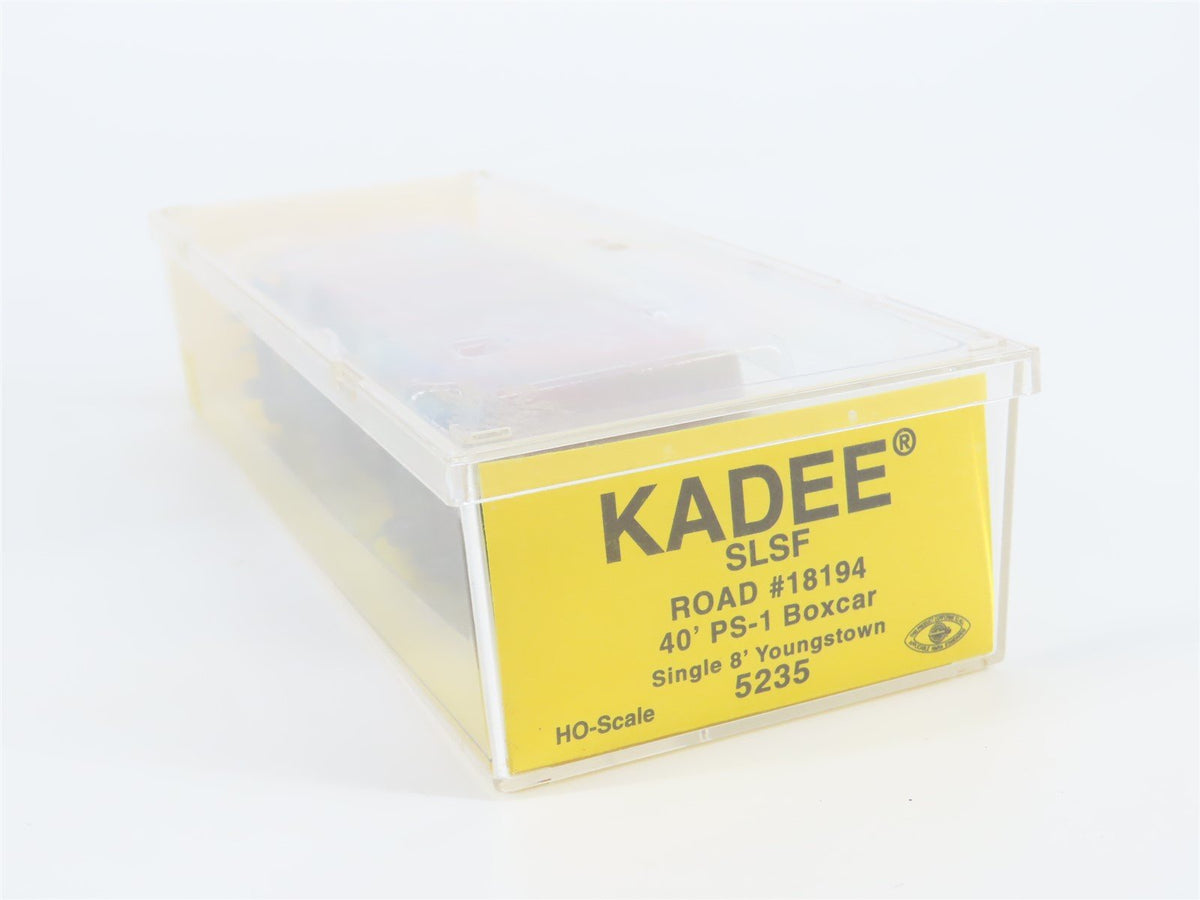 KADEE®
SLSF
ROAD #18194
40' PS-1 Boxcar
Single 8' Youngstown
5235
HO-Scale